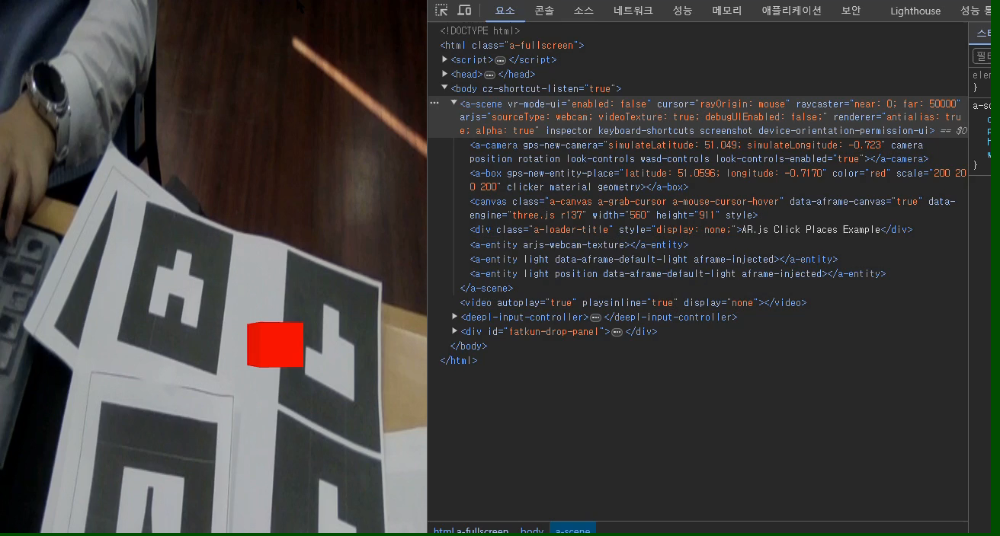 요소 콘솔 소스 네트워크 성능 메모리 애플리케이션 보안 Lighthouse 성능 통
<!DOCTYPE html>
<html class="a-fullscreen">
<script>…</script>
<head>…</head>
<body cz-shortcut-listen="true">
<a-scene vr-mode-ui="enabled: false" cursor="rayOrigin: mouse" raycaster="near: 0; far: 50000"
arjs="sourceType: webcam; videoTexture: true; debugUIEnabled: false;" renderer="antialias: tru
e; alpha: true" inspector keyboard-shortcuts screenshot device-orientation-permission-ui> == $0
<a-camera gps-new-camera="simulateLatitude: 51.049; simulateLongitude: -0.723" camera
position rotation look-controls wasd-controls look-controls-enabled="true"></a-camera>
<a-box gps-new-entity-place="latitude: 51.0596; longitude: -0.7170" color="red" scale="200 20
0 200" clicker material geometry></a-box>
<canvas class="a-canvas a-grab-cursor a-mouse-cursor-hover" data-aframe-canvas="true" data-
engine="three.js r137" width="560" height="911" style>
<div class="a-loader-title" style="display: none;">AR.js Click Places Example</div>
<a-entity arjs-webcam-texture></a-entity>
<a-entity light data-aframe-default-light aframe-injected></a-entity>
<a-entity light position data-aframe-default-light aframe-injected></a-entity>
</a-scene>
<video autoplay="true" playsinline="true" display="none"></video>
<deepl-input-controller>…</deepl-input-controller>
<div id="fatkun-drop-panel">…</div>
</body>
</html>
html.a-fullscreen body a-scene
스티
필터
elem
}
a-sc
}